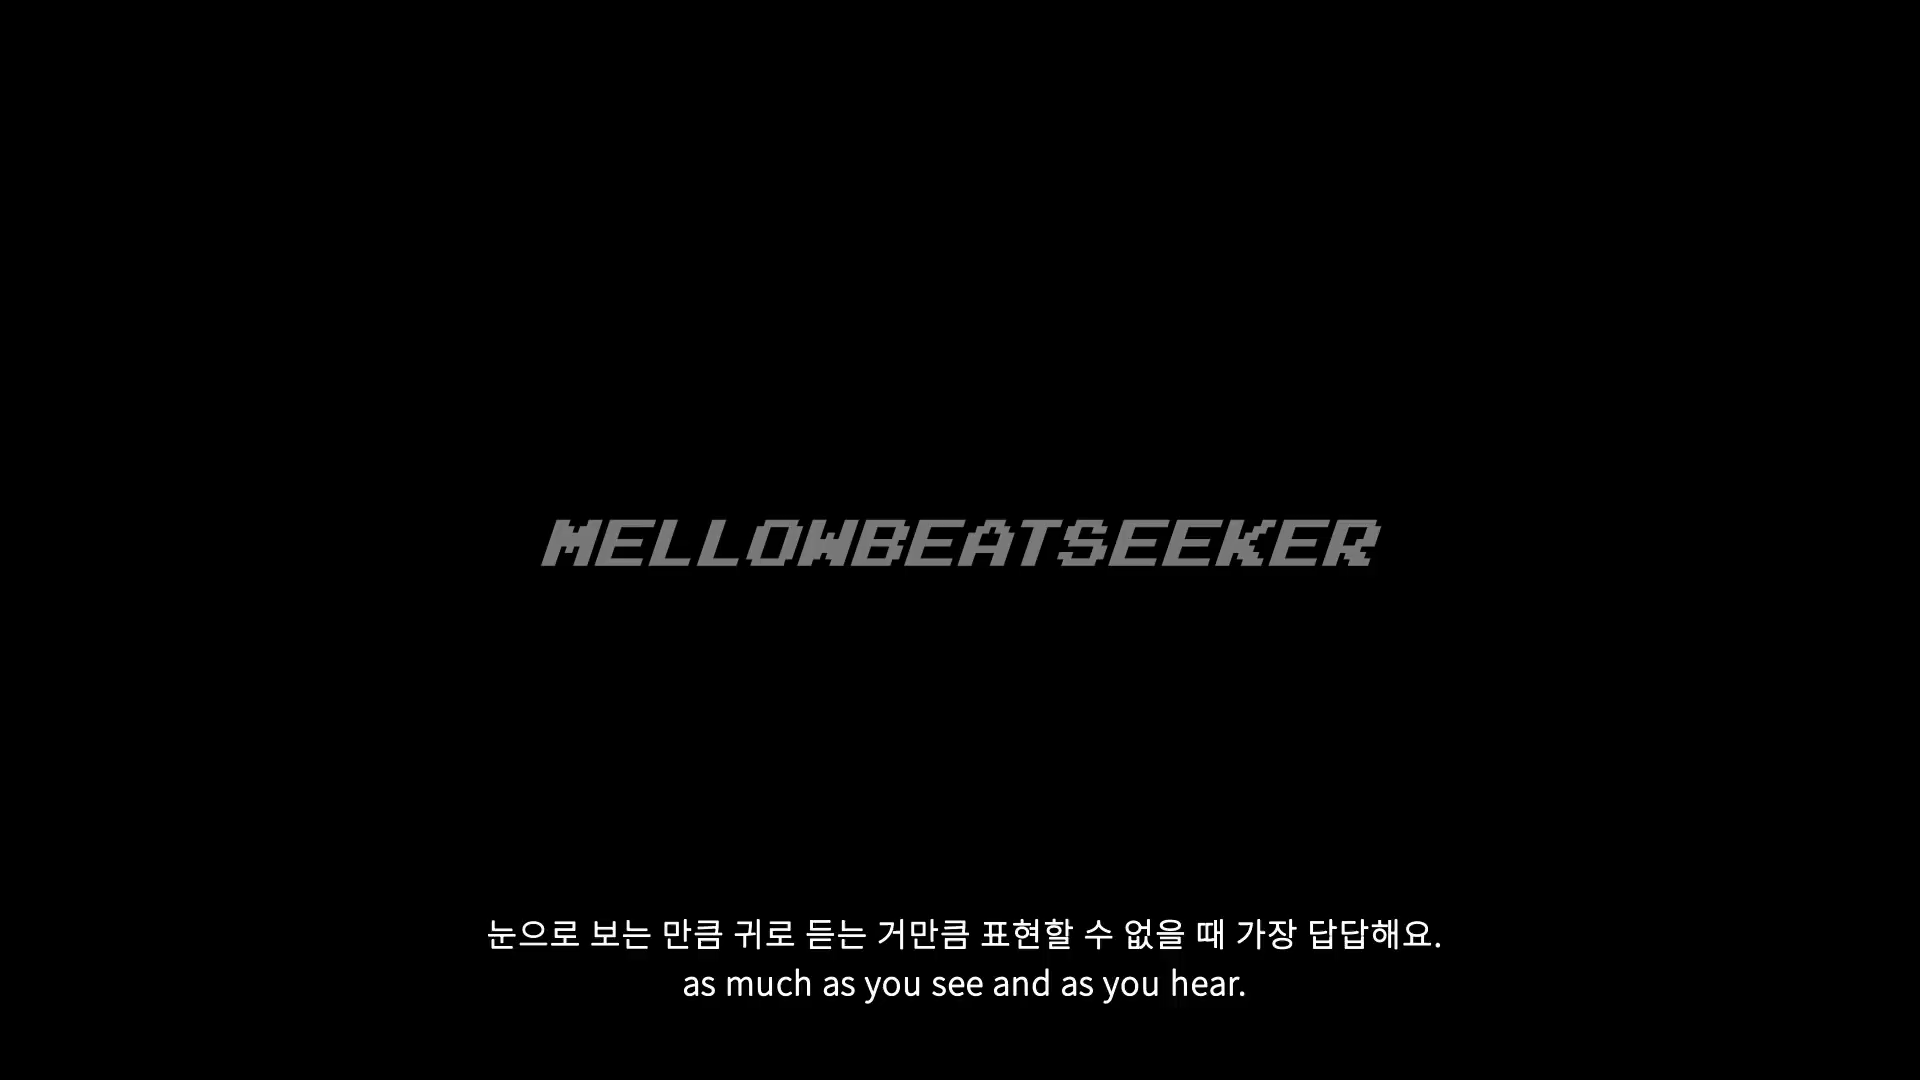 MELLOWBEATSEEKER
눈으로 보는 만큼 귀로 듣는 거만큼 표현할 수 없을 때 가장 답답해요.
as much as you see and as you hear.